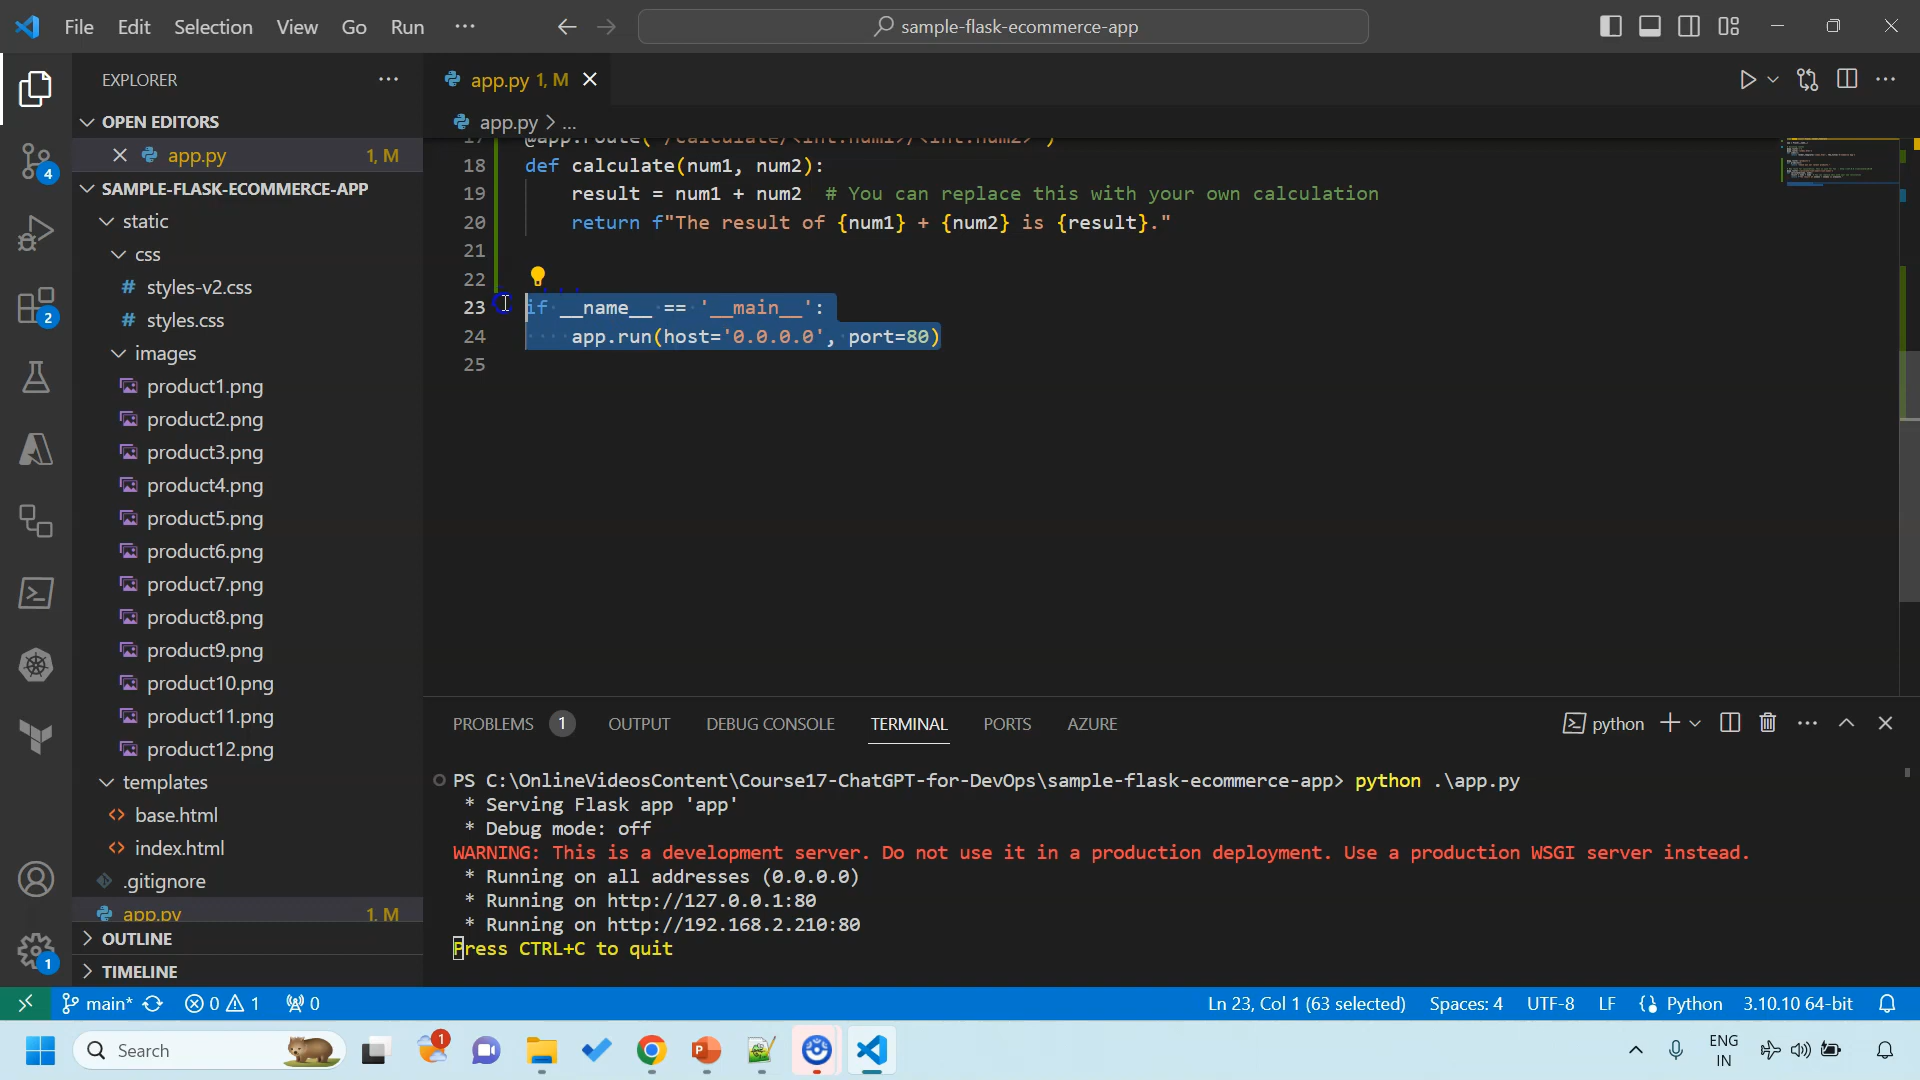 File Edit Selection View Go Run ···
sample-flask-ecommerce-app
EXPLORER
OPEN EDITORS
app.py 1, M
SAMPLE-FLASK-ECOMMERCE-APP
static
css
# styles-v2.css
# styles.css
images
product1.png
product2.png
product3.png
product4.png
product5.png
product6.png
product7.png
product8.png
product9.png
product10.png
product11.png
product12.png
templates
<> base.html
<> index.html
.gitignore
app.py 1, M
OUTLINE
TIMELINE
4
2
1
app.py 1, M
app.py > ...
17 @app.route('/calculate/<int:num1>/<int:num2>')
18 def calculate(num1, num2):
19 result = num1 + num2 # You can replace this with your own calculation
20 return f"The result of {num1} + {num2} is {result}."
21
22
23 if __name__ == '__main__':
24 app.run(host='0.0.0.0', port=80)
25
PROBLEMS 1 OUTPUT DEBUG CONSOLE TERMINAL PORTS AZURE
python
PS C:\OnlineVideosContent\Course17-ChatGPT-for-DevOps\sample-flask-ecommerce-app> python .\app.py
* Serving Flask app 'app'
* Debug mode: off
WARNING: This is a development server. Do not use it in a production deployment. Use a production WSGI server instead.
* Running on all addresses (0.0.0.0)
* Running on http://127.0.0.1:80
* Running on http://192.168.2.210:80
Press CTRL+C to quit
main* 0 1 0
Ln 23, Col 1 (63 selected) Spaces: 4 UTF-8 LF Python 3.10.10 64-bit
Search
1
ENG
IN